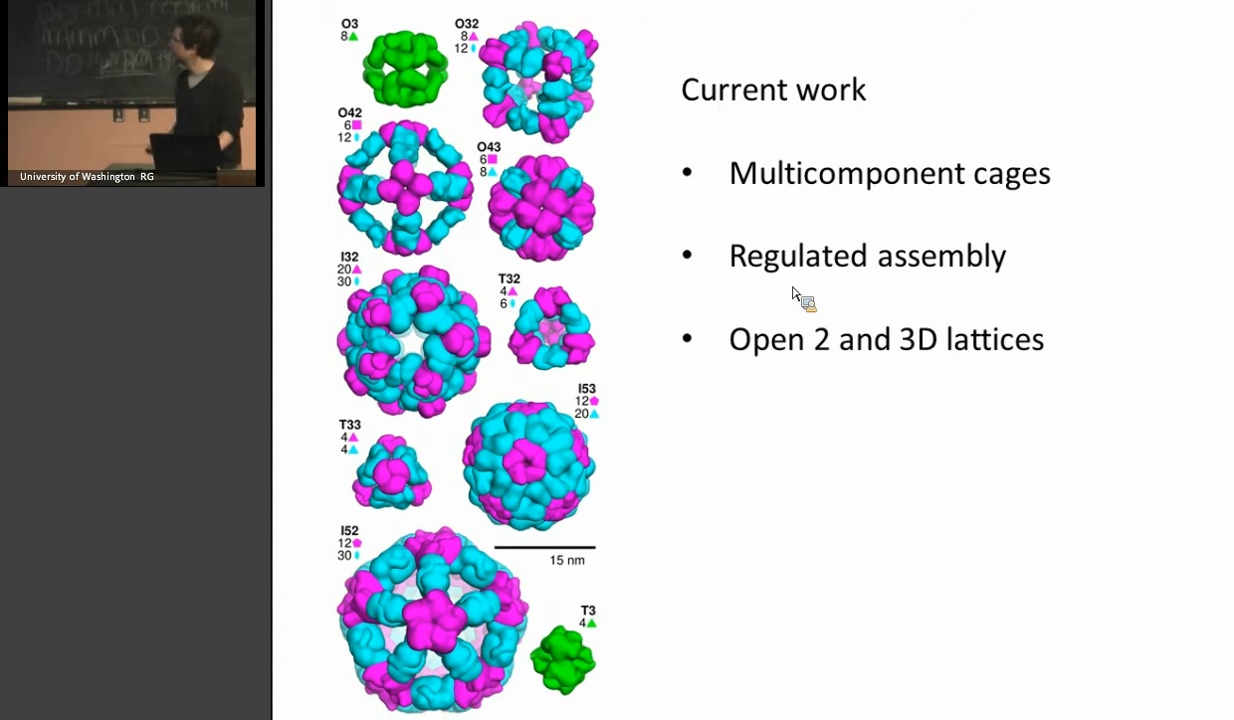 University of Washington RG
O3
8
O32
8
12
O42
6
12
O43
6
8
I32
20
30
T32
4
6
I53
12
20
T33
4
4
I52
12
30
15 nm
T3
4
Current work
• Multicomponent cages
• Regulated assembly
• Open 2 and 3D lattices